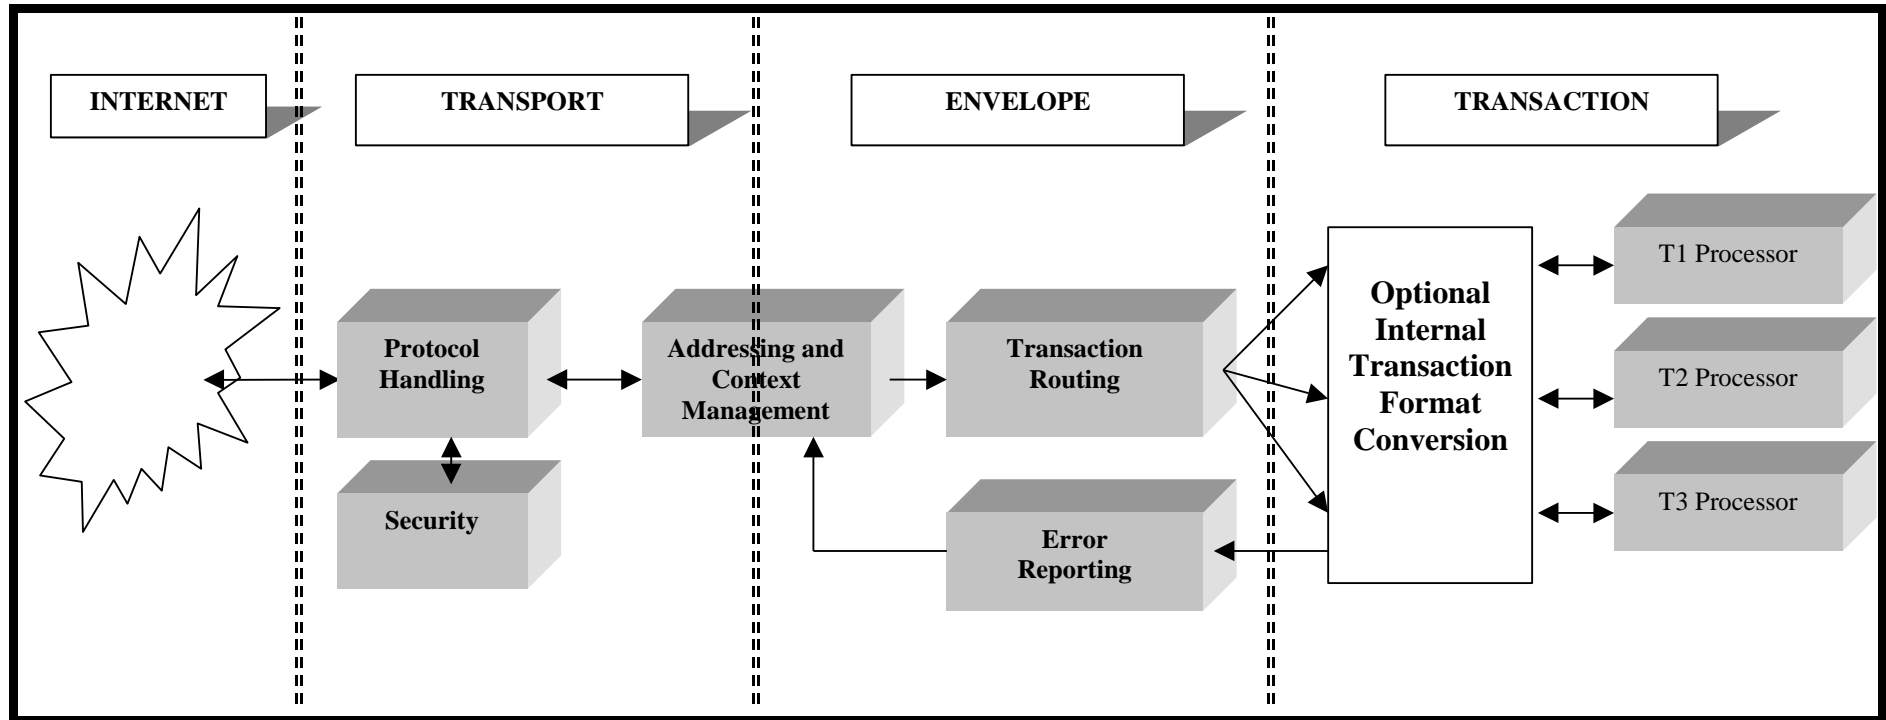 INTERNET
TRANSPORT
ENVELOPE
TRANSACTION
Protocol
Handling
Security
Addressing and
Context
Management
Transaction
Routing
Error
Reporting
Optional
Internal
Transaction
Format
Conversion
T1 Processor
T2 Processor
T3 Processor